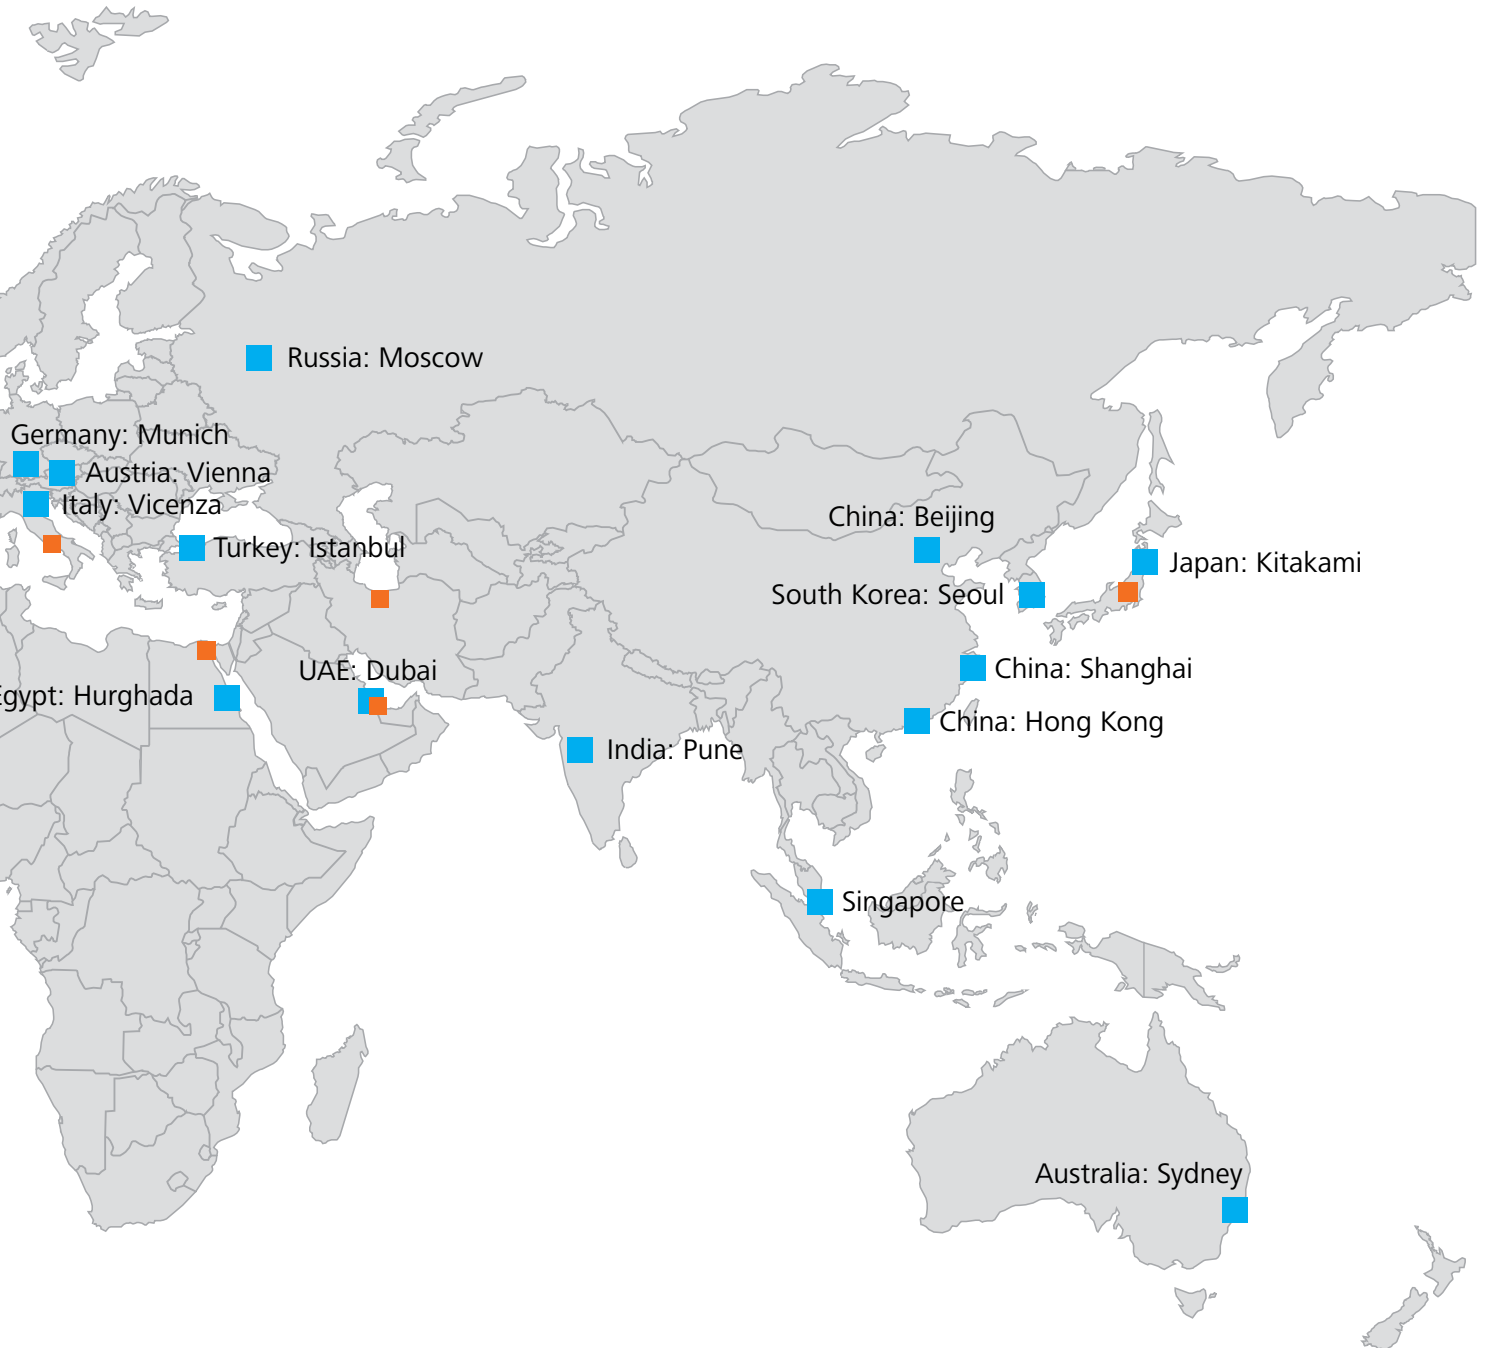 Russia: Moscow
Germany: Munich
Austria: Vienna
Italy: Vicenza
China: Beijing
Turkey: Istanbul
Japan: Kitakami
South Korea: Seoul
UAE: Dubai
China: Shanghai
Egypt: Hurghada
China: Hong Kong
India: Pune
Singapore
Australia: Sydney